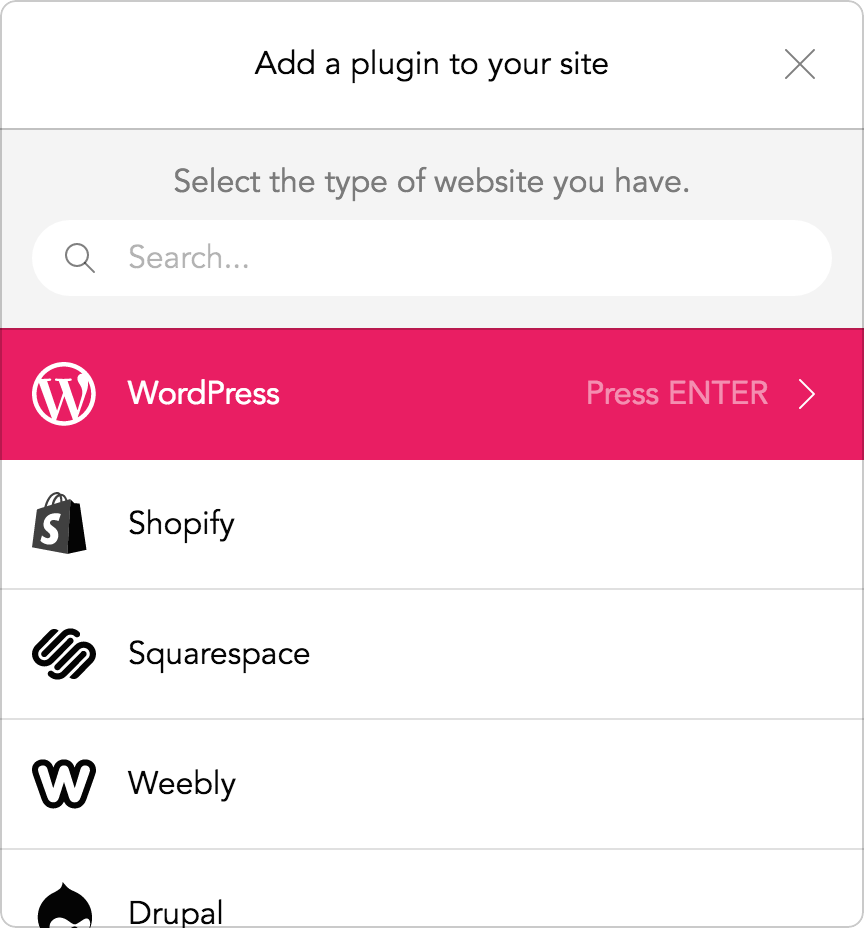 Add a plugin to your site
Select the type of website you have.
Search...
WordPress Press ENTER
Shopify
Squarespace
Weebly
Drupal